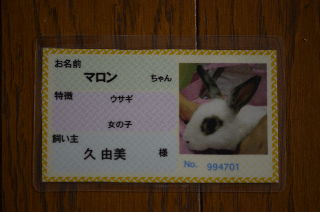 お名前
マロン ちゃん
特徴 ウサギ
女の子
飼い主
久 由美 様
No. 994701